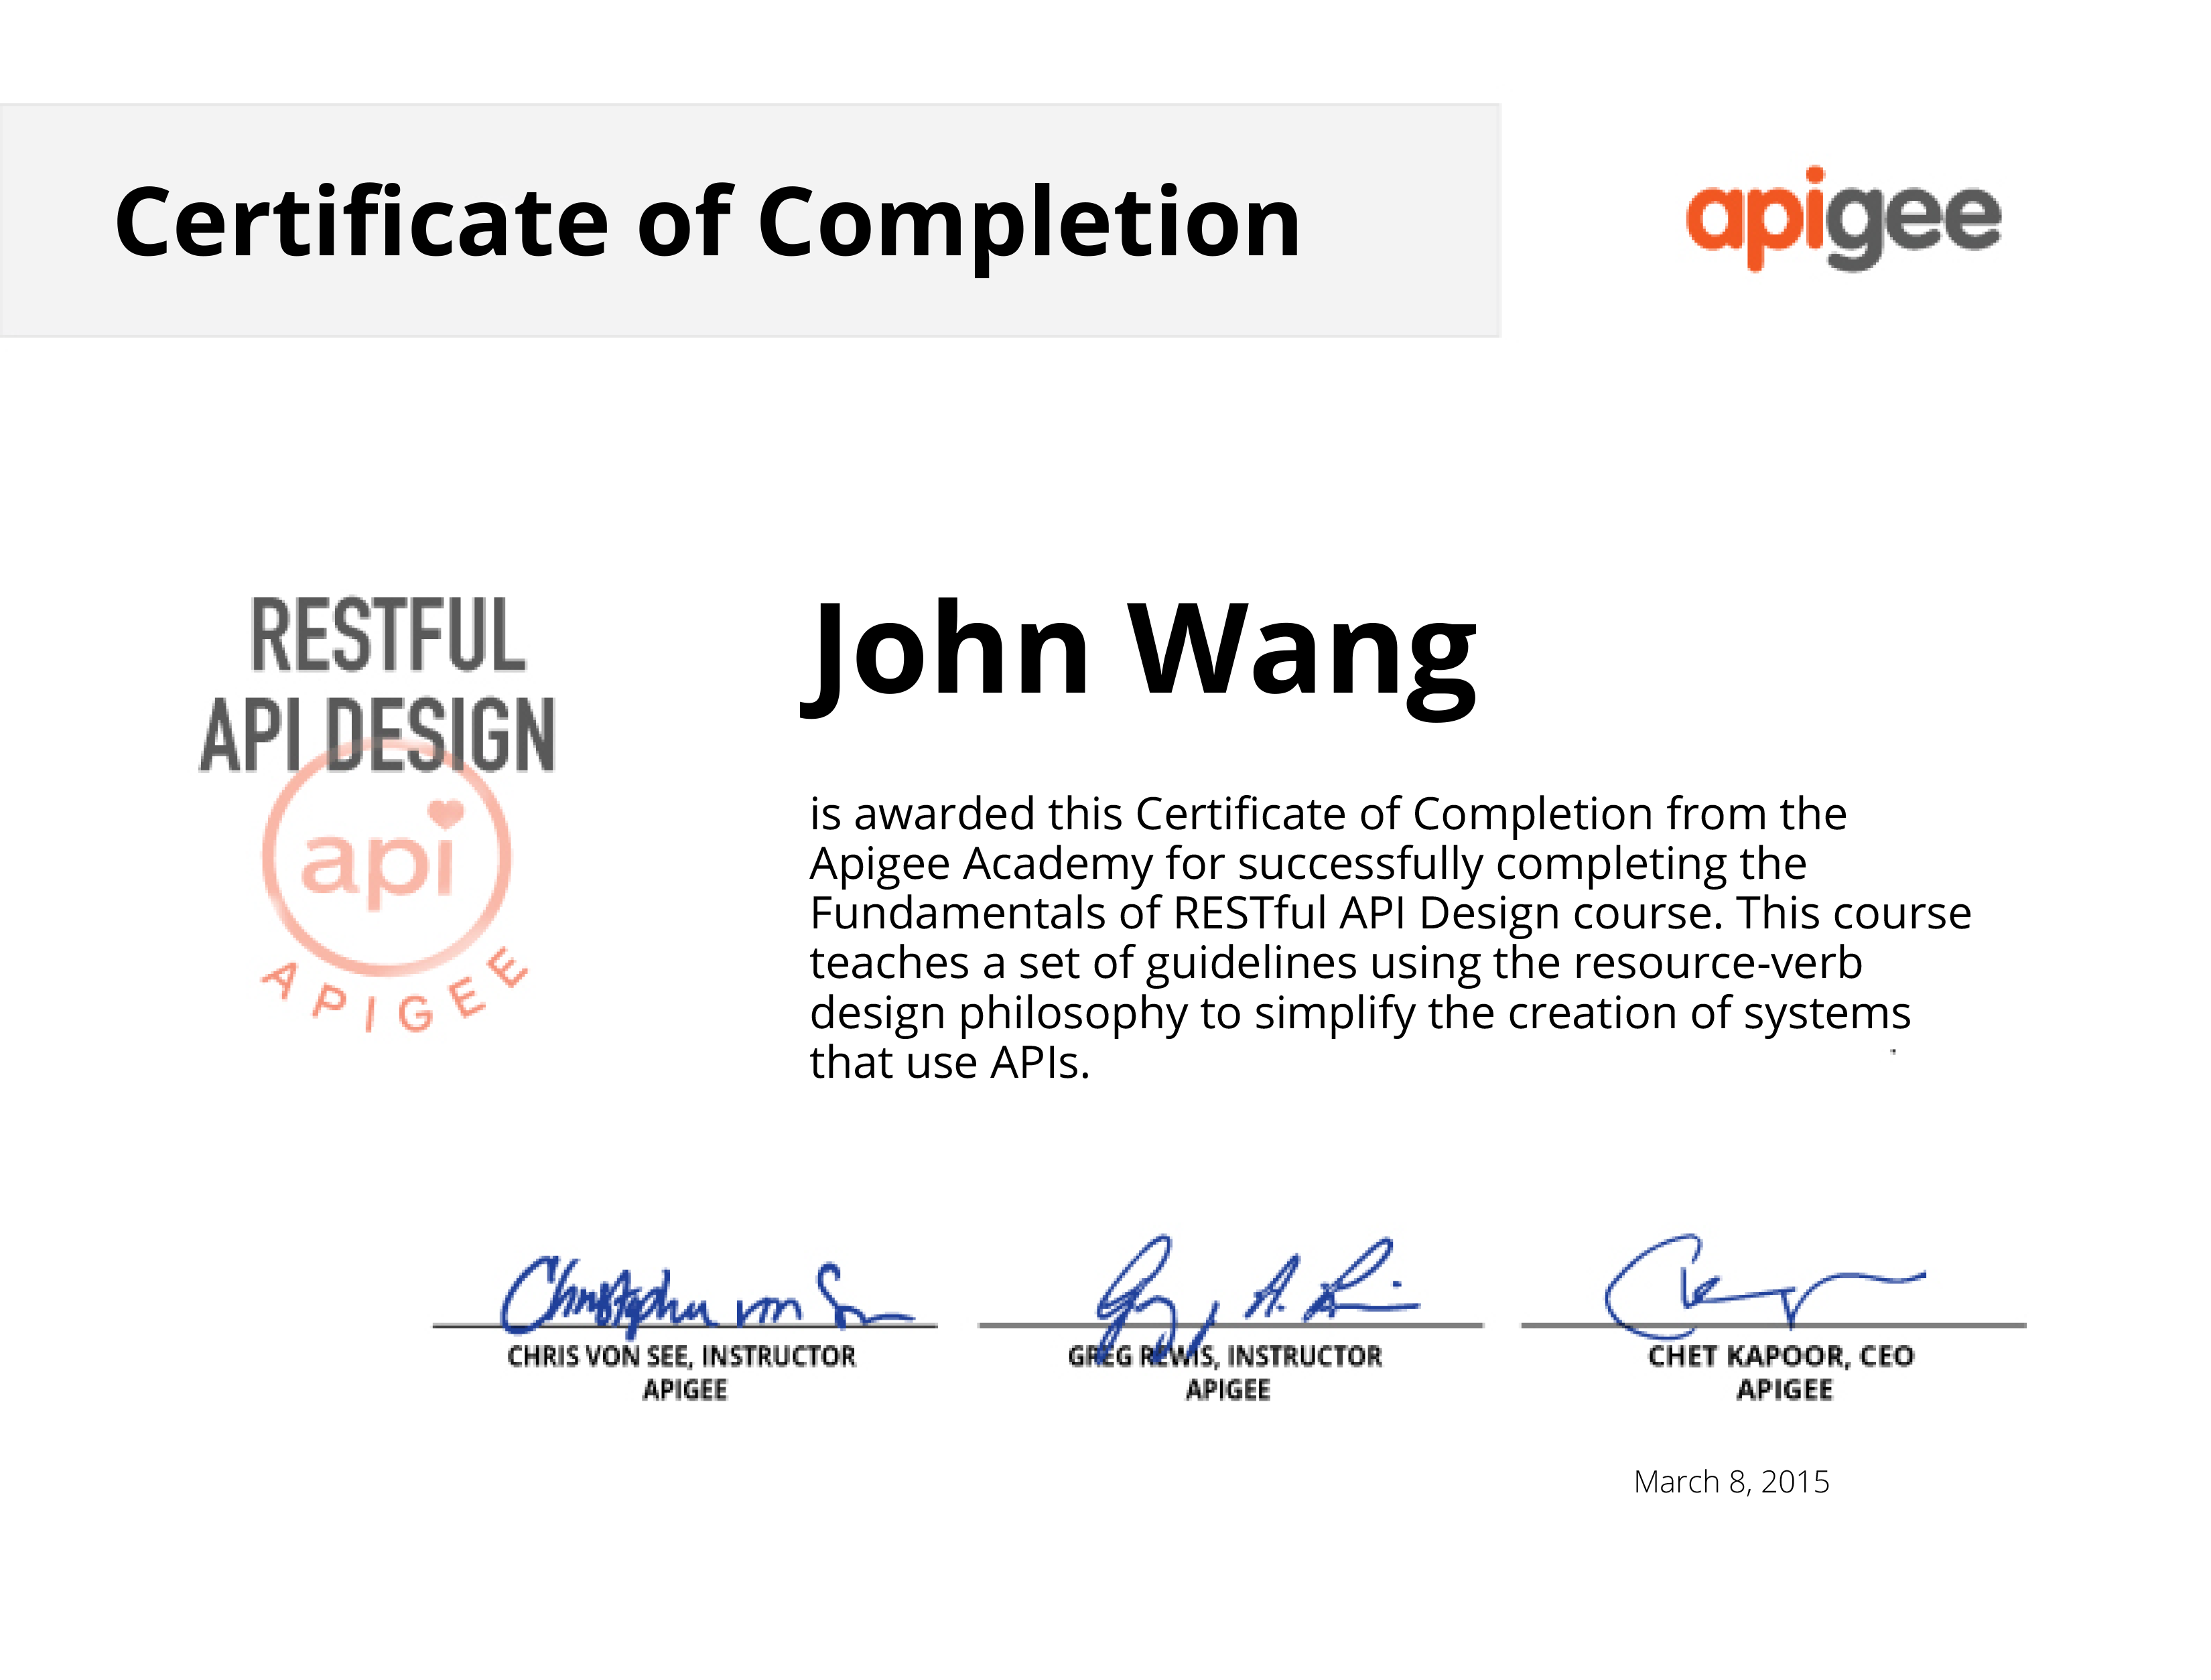 Certificate of Completion
apigee
RESTFUL
API DESIGN
api
APIGEE
John Wang
is awarded this Certificate of Completion from the
Apigee Academy for successfully completing the
Fundamentals of RESTful API Design course. This course
teaches a set of guidelines using the resource-verb
design philosophy to simplify the creation of systems
that use APIs.
Christopher von See
CHRIS VON SEE, INSTRUCTOR
APIGEE
GREG REWIS, INSTRUCTOR
APIGEE
CHET KAPOOR, CEO
APIGEE
March 8, 2015